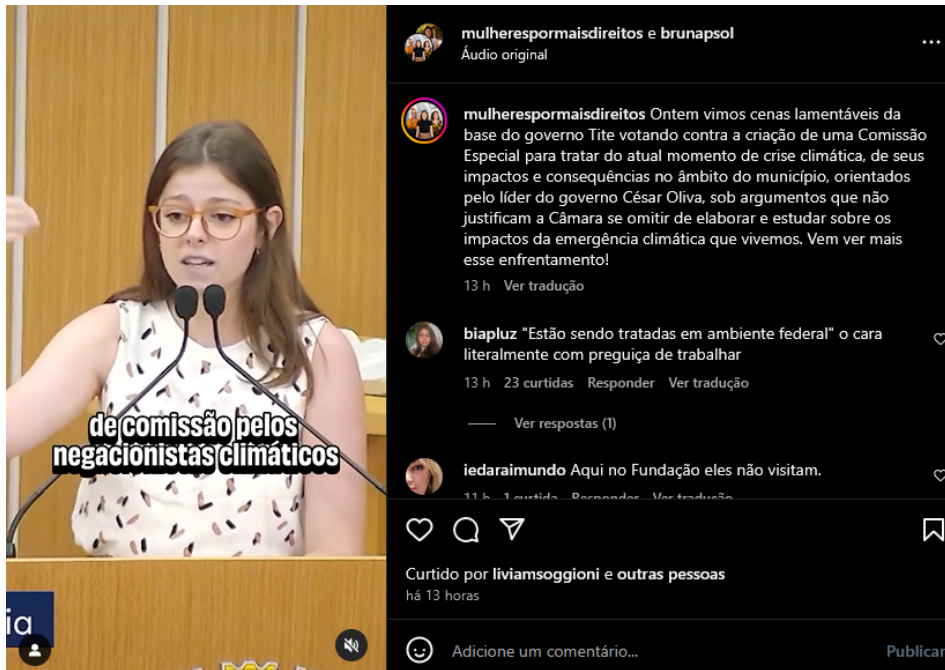 mulherespormaisdireitos e brunapsol
Áudio original
mulherespormaisdireitos Ontem vimos cenas lamentáveis da
base do governo Tite votando contra a criação de uma Comissão
Especial para tratar do atual momento de crise climática, de seus
impactos e consequências no âmbito do município, orientados
pelo líder do governo César Oliva, sob argumentos que não
justificam a Câmara se omitir de elaborar e estudar sobre os
impactos da emergência climática que vivemos. Vem ver mais
esse enfrentamento!
13 h Ver tradução
biapluz "Estão sendo tratadas em ambiente federal" o cara
literalmente com preguiça de trabalhar
13 h 23 curtidas Responder Ver tradução
Ver respostas (1)
iedaraimundo Aqui no Fundação eles não visitam.
11 h 1 curtida Responder Ver tradução
Curtido por liviamsoggioni e outras pessoas
há 13 horas
Adicione um comentário...
Publicar
de comissão pelos
negacionistas climáticos
ia